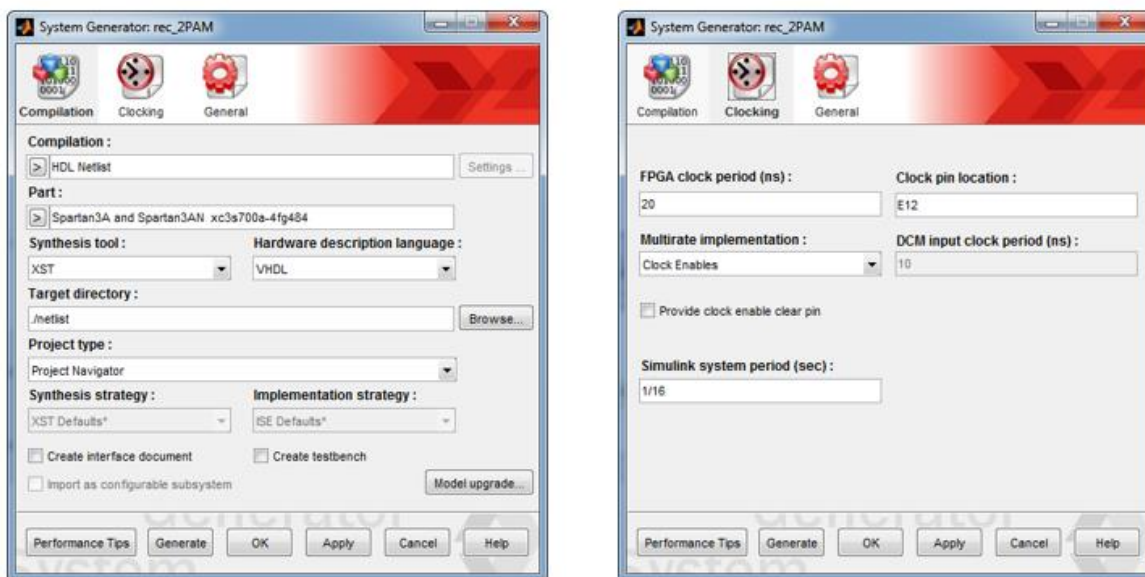 System Generator: rec_2PAM
Compilation Clocking General
Compilation :
> HDL Netlist Settings ...
Part :
> Spartan3A and Spartan3AN xc3s700a-4fg484
Synthesis tool : Hardware description language :
XST VHDL
Target directory :
./netlist Browse...
Project type :
Project Navigator
Synthesis strategy : Implementation strategy :
XST Defaults* ISE Defaults*
Create interface document Create testbench
Import as configurable subsystem Model upgrade...
Generator
Performance Tips Generate OK Apply Cancel Help
System
System Generator: rec_2PAM
Compilation Clocking General
FPGA clock period (ns) : Clock pin location :
20 E12
Multirate implementation : DCM input clock period (ns) :
Clock Enables 10
Provide clock enable clear pin
Simulink system period (sec) :
1/16
Generator
Performance Tips Generate OK Apply Cancel Help
System